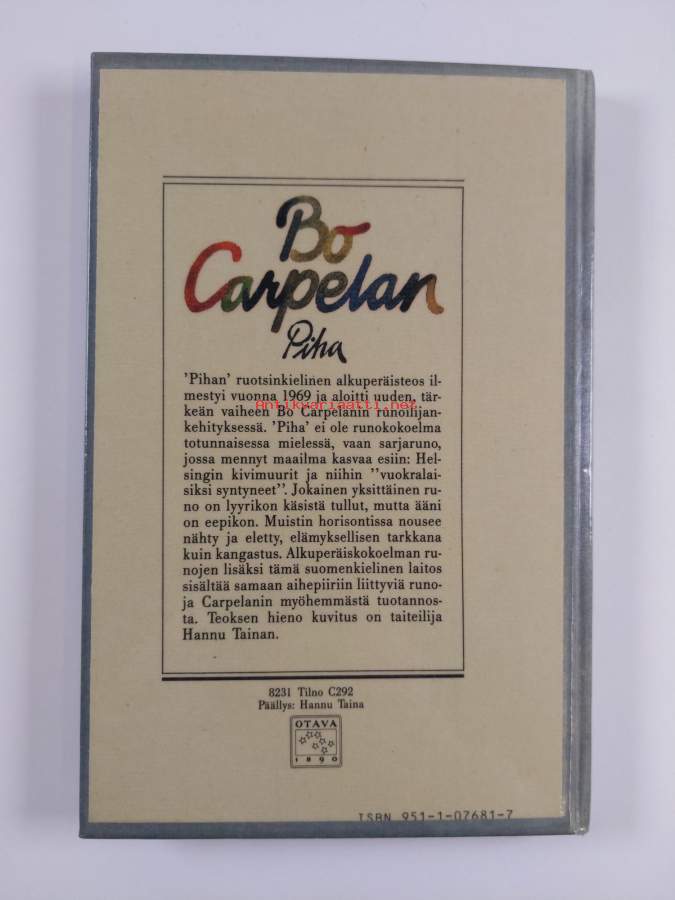 Bo
Carpelan
Piha
'Pihan' ruotsinkielinen alkuperäisteos il-
mestyi vuonna 1969 ja aloitti uuden, tär-
Antikvariaatti.net
keän vaiheen Bo Carpelanin runoilijan-
kehityksessä. 'Piha' ei ole runokokoelma
totunnaisessa mielessä, vaan sarjaruno,
jossa mennyt maailma kasvaa esiin: Hel-
singin kivimuurit ja niihin "vuokralai-
siksi syntyneet". Jokainen yksittäinen ru-
no on lyyrikon käsistä tullut, mutta ääni
on eepikon. Muistin horisontissa nousee
nähty ja eletty, elämyksellisen tarkkana
kuin kangastus. Alkuperäiskokoelman ru-
nojen lisäksi tämä suomenkielinen laitos
sisältää samaan aihepiiriin liittyviä runo-
ja Carpelanin myöhemmästä tuotannos-
ta. Teoksen hieno kuvitus on taiteilija
Hannu Tainan.
8231 Tilno C292
Päällys: Hannu Taina
OTAVA
1890
ISBN 951-1-07681-7